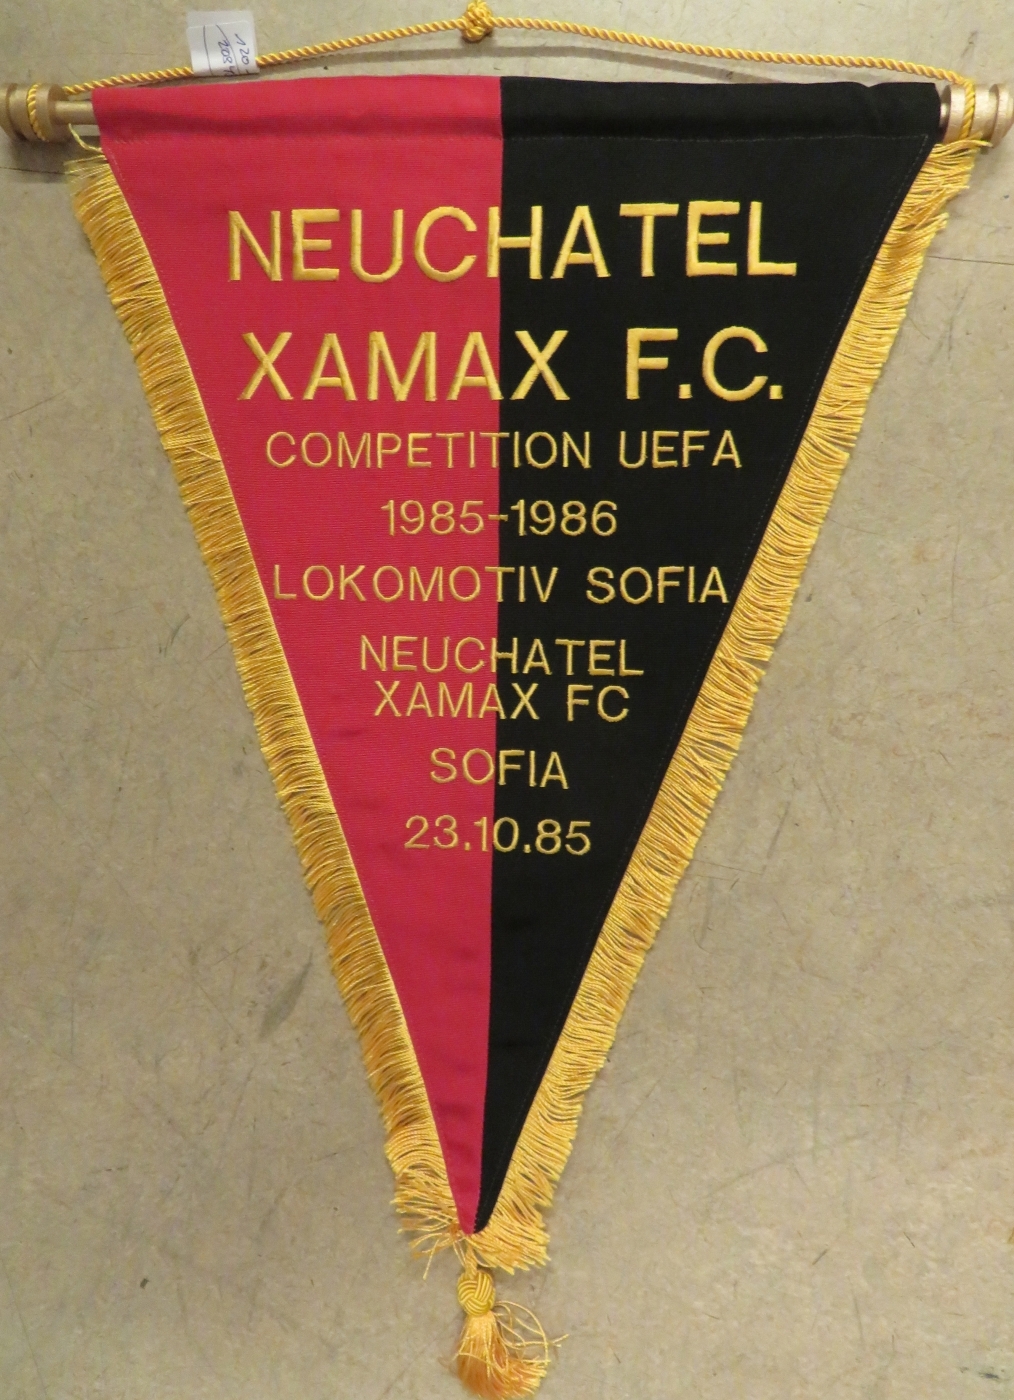 NEUCHATEL
XAMAX F.C.
COMPETITION UEFA
1985-1986
LOKOMOTIV SOFIA
NEUCHATEL
XAMAX FC
SOFIA
23.10.85